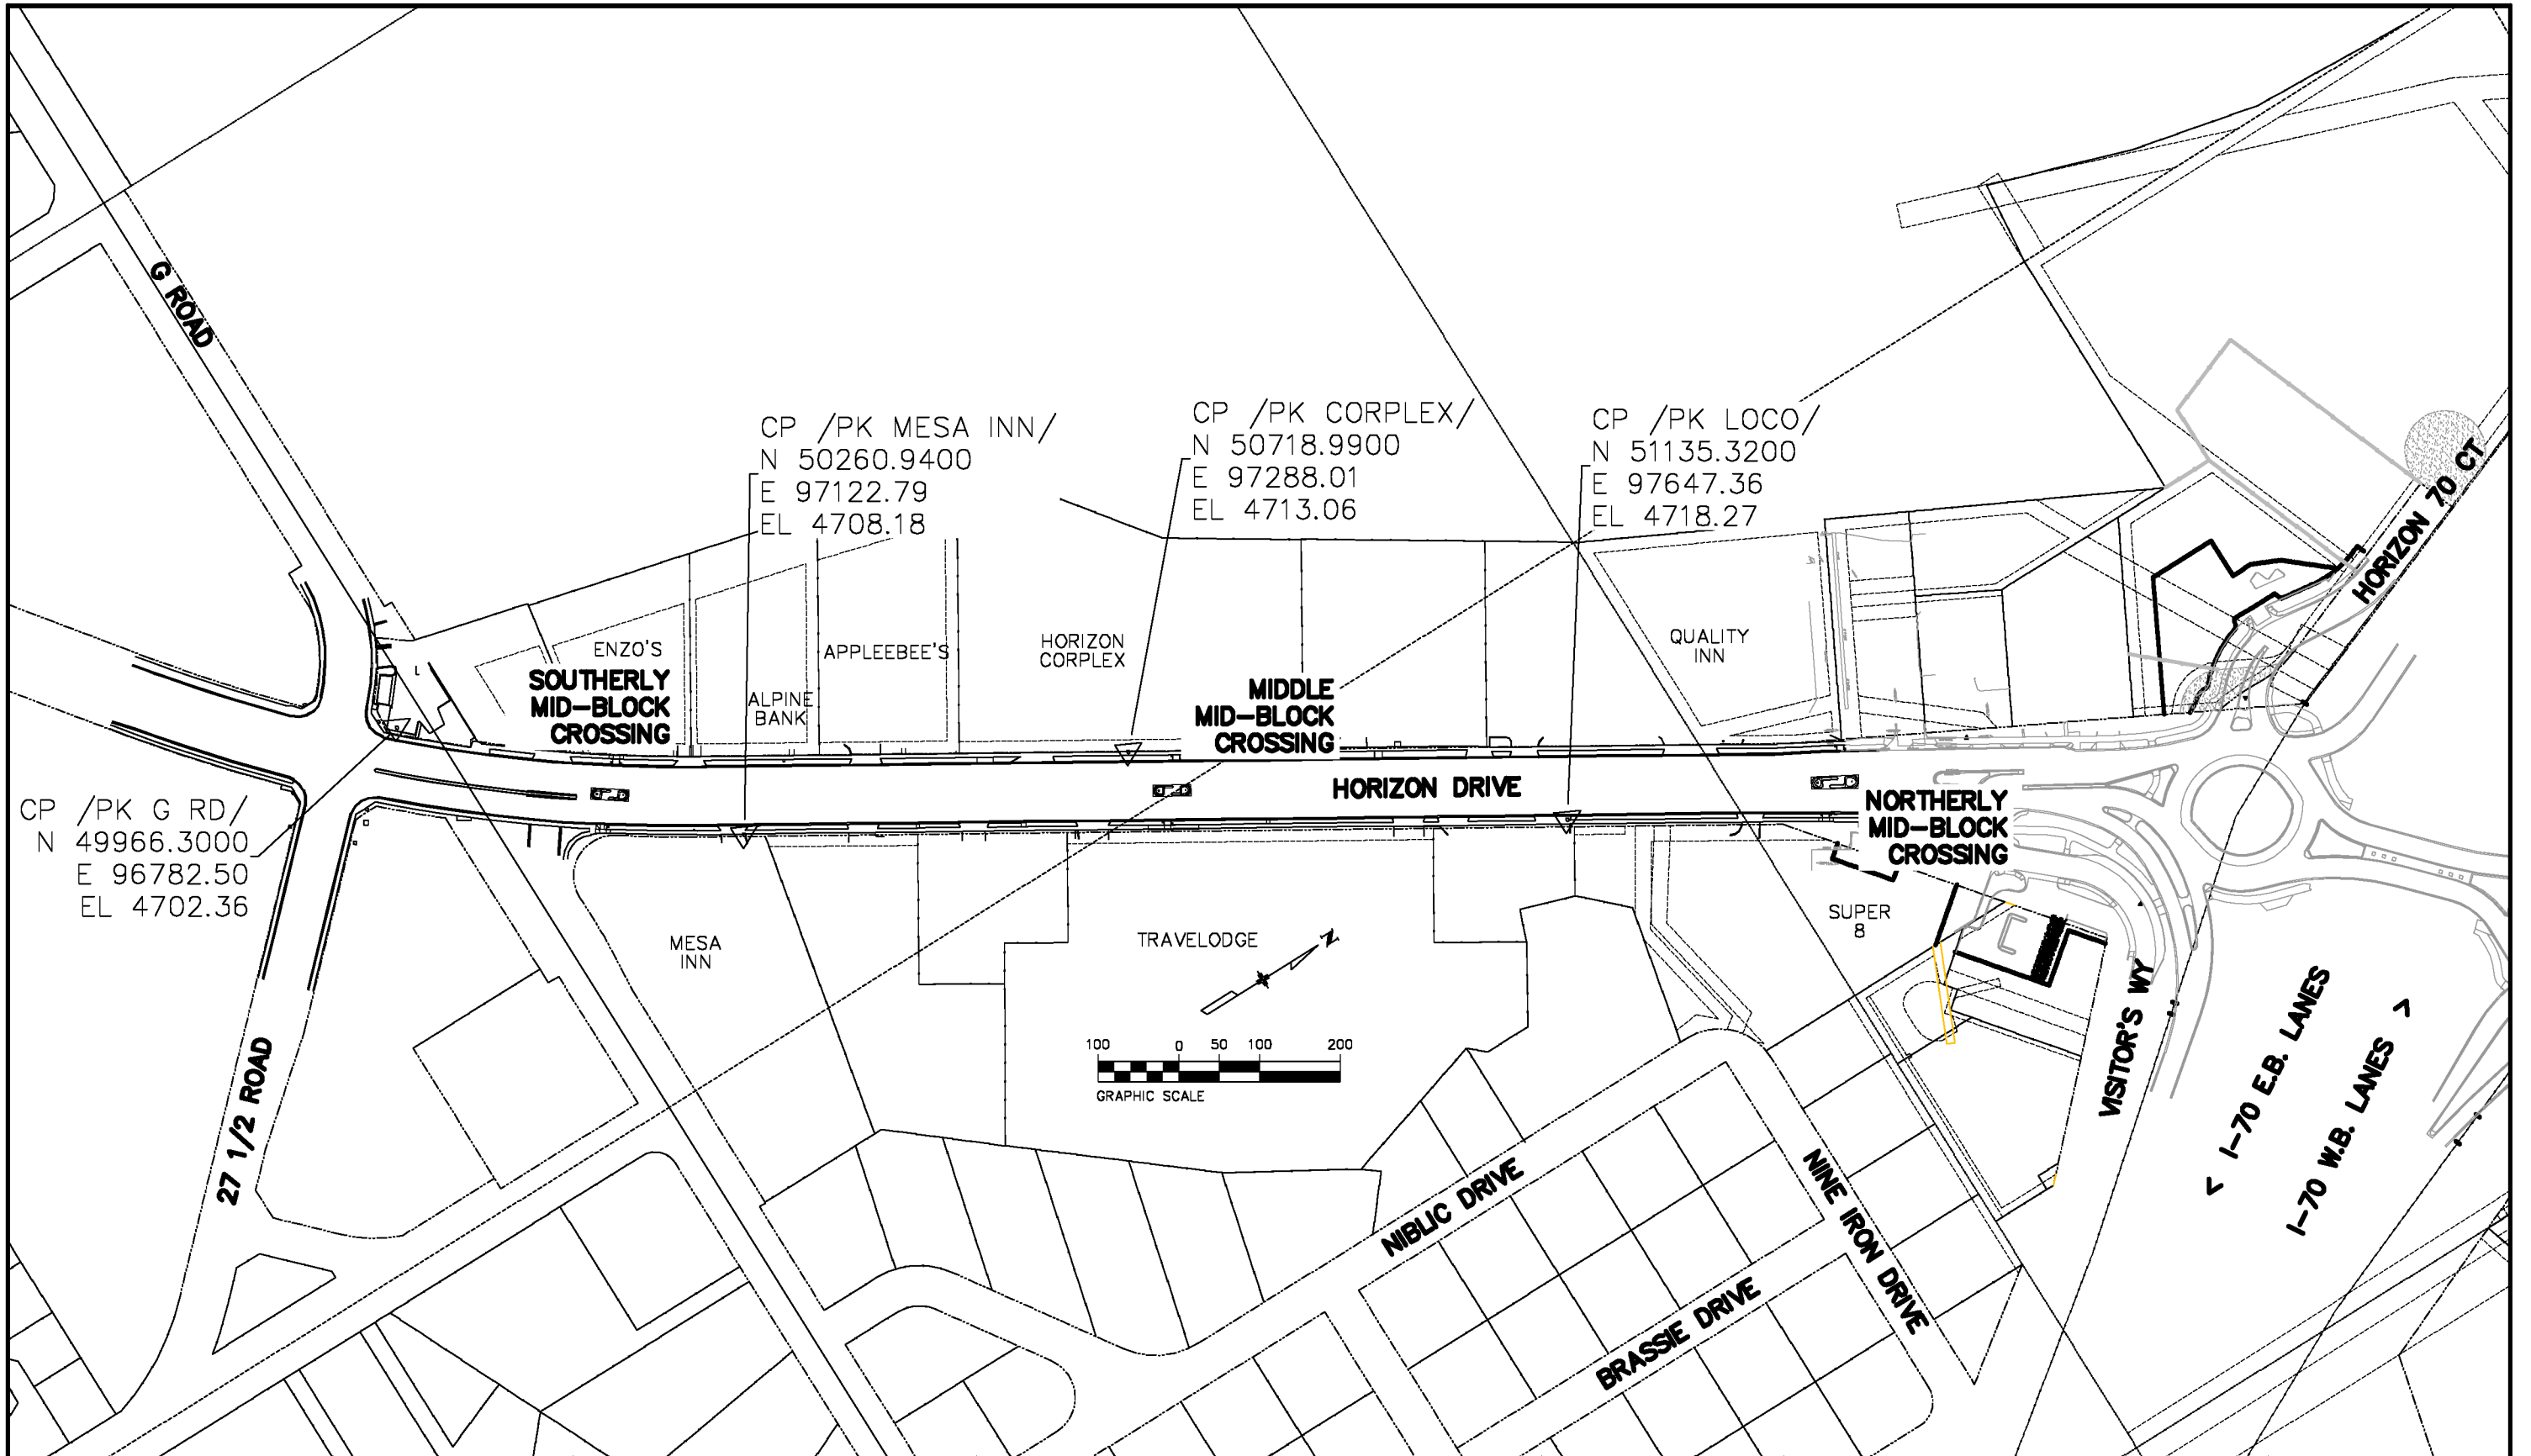 G ROAD
CP /PK MESA INN/
N 50260.9400
E 97122.79
EL 4708.18
CP /PK CORPLEX/
N 50718.9900
E 97288.01
EL 4713.06
CP /PK LOCO/
N 51135.3200
E 97647.36
EL 4718.27
HORIZON 70 CT
ENZO'S
SOUTHERLY
MID-BLOCK
CROSSING
ALPINE
BANK
APPLEEBEE'S
HORIZON
CORPLEX
MIDDLE
MID-BLOCK
CROSSING
QUALITY
INN
HORIZON DRIVE
NORTHERLY
MID-BLOCK
CROSSING
CP /PK G RD/
N 49966.3000
E 96782.50
EL 4702.36
MESA
INN
TRAVELODGE
N
SUPER
8
100 0 50 100 200
GRAPHIC SCALE
27 1/2 ROAD
VISITOR'S WY
< I-70 E.B. LANES
I-70 W.B. LANES >
NIBLIC DRIVE
NINE IRON DRIVE
BRASSIE DRIVE